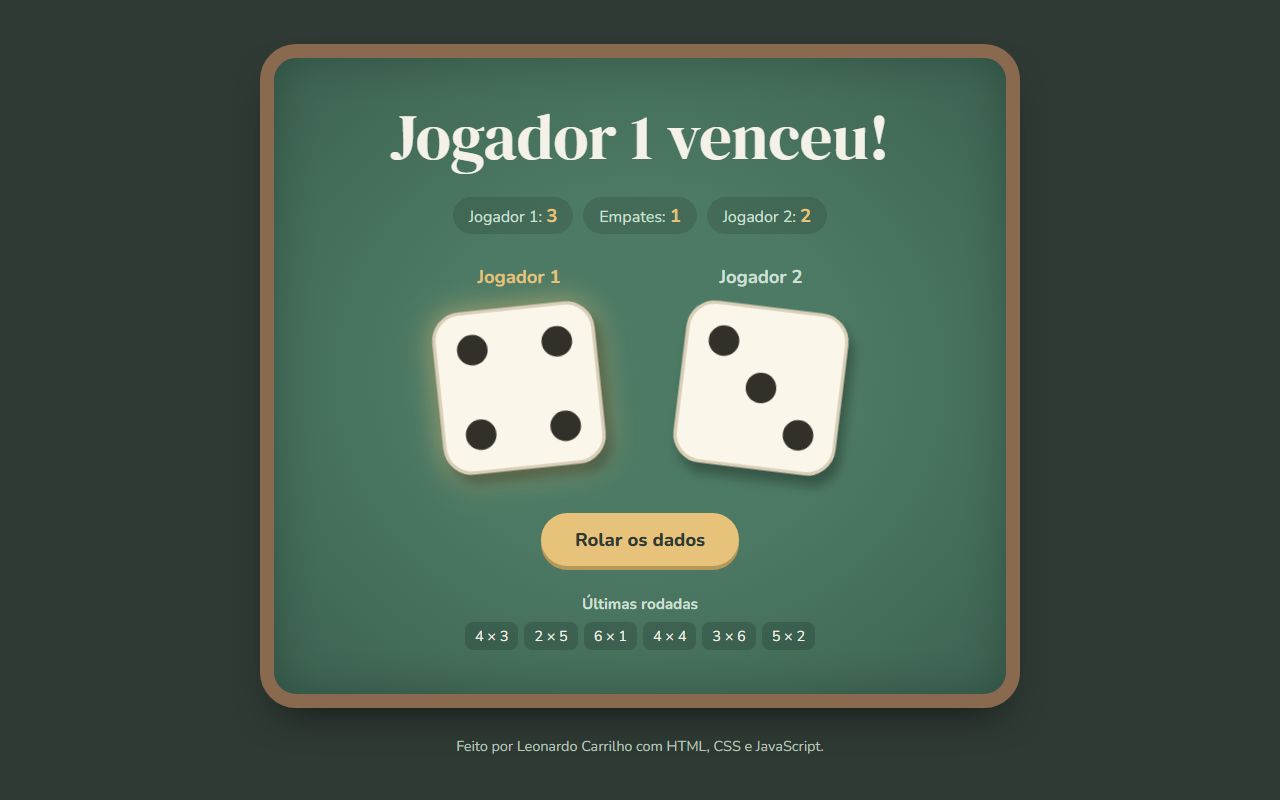 Jogador 1 venceu!
Jogador 1: 3 Empates: 1 Jogador 2: 2
Jogador 1 Jogador 2
Rolar os dados
Últimas rodadas
4 × 3 2 × 5 6 × 1 4 × 4 3 × 6 5 × 2
Feito por Leonardo Carrilho com HTML, CSS e JavaScript.